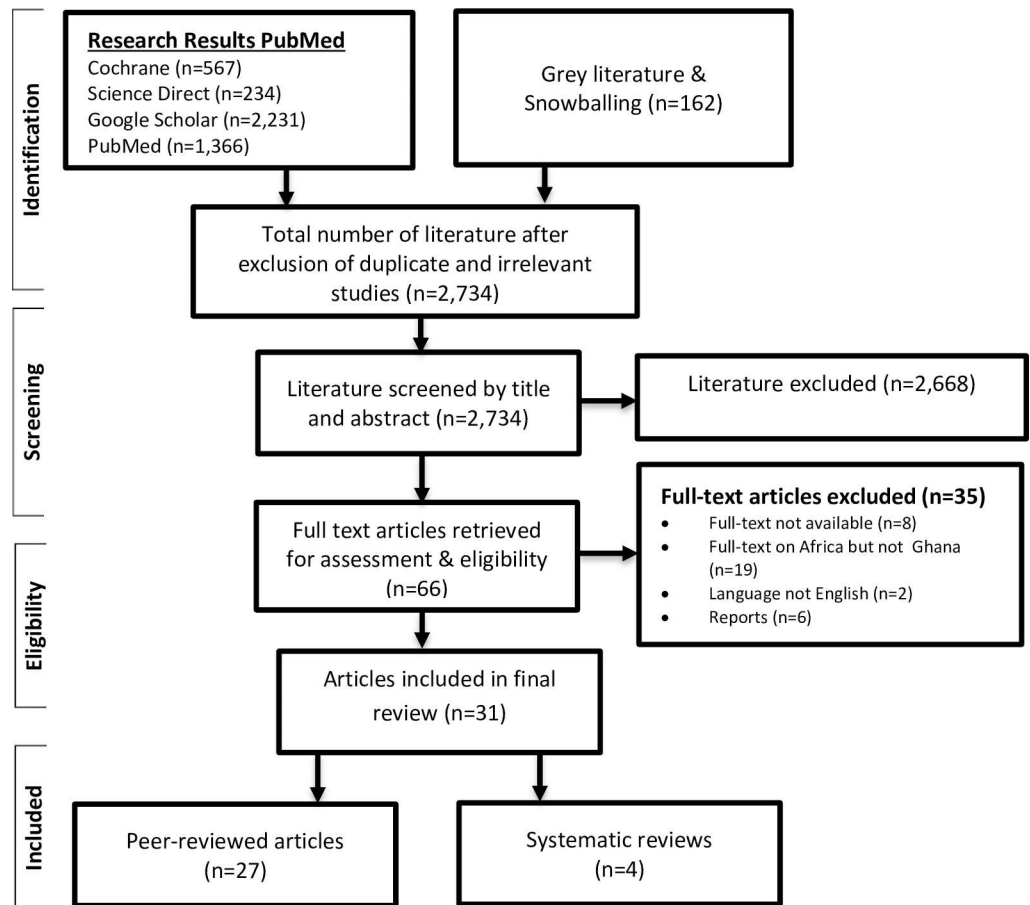 Identification
Research Results PubMed
Cochrane (n=567)
Science Direct (n=234)
Google Scholar (n=2,231)
PubMed (n=1,366)
Grey literature &
Snowballing (n=162)
Total number of literature after
exclusion of duplicate and irrelevant
studies (n=2,734)
Screening
Literature screened by title
and abstract (n=2,734)
Literature excluded (n=2,668)
Full text articles retrieved
for assessment & eligibility
(n=66)
Full-text articles excluded (n=35)
• Full-text not available (n=8)
• Full-text on Africa but not Ghana
(n=19)
• Language not English (n=2)
• Reports (n=6)
Eligibility
Articles included in final
review (n=31)
Included
Peer-reviewed articles
(n=27)
Systematic reviews
(n=4)